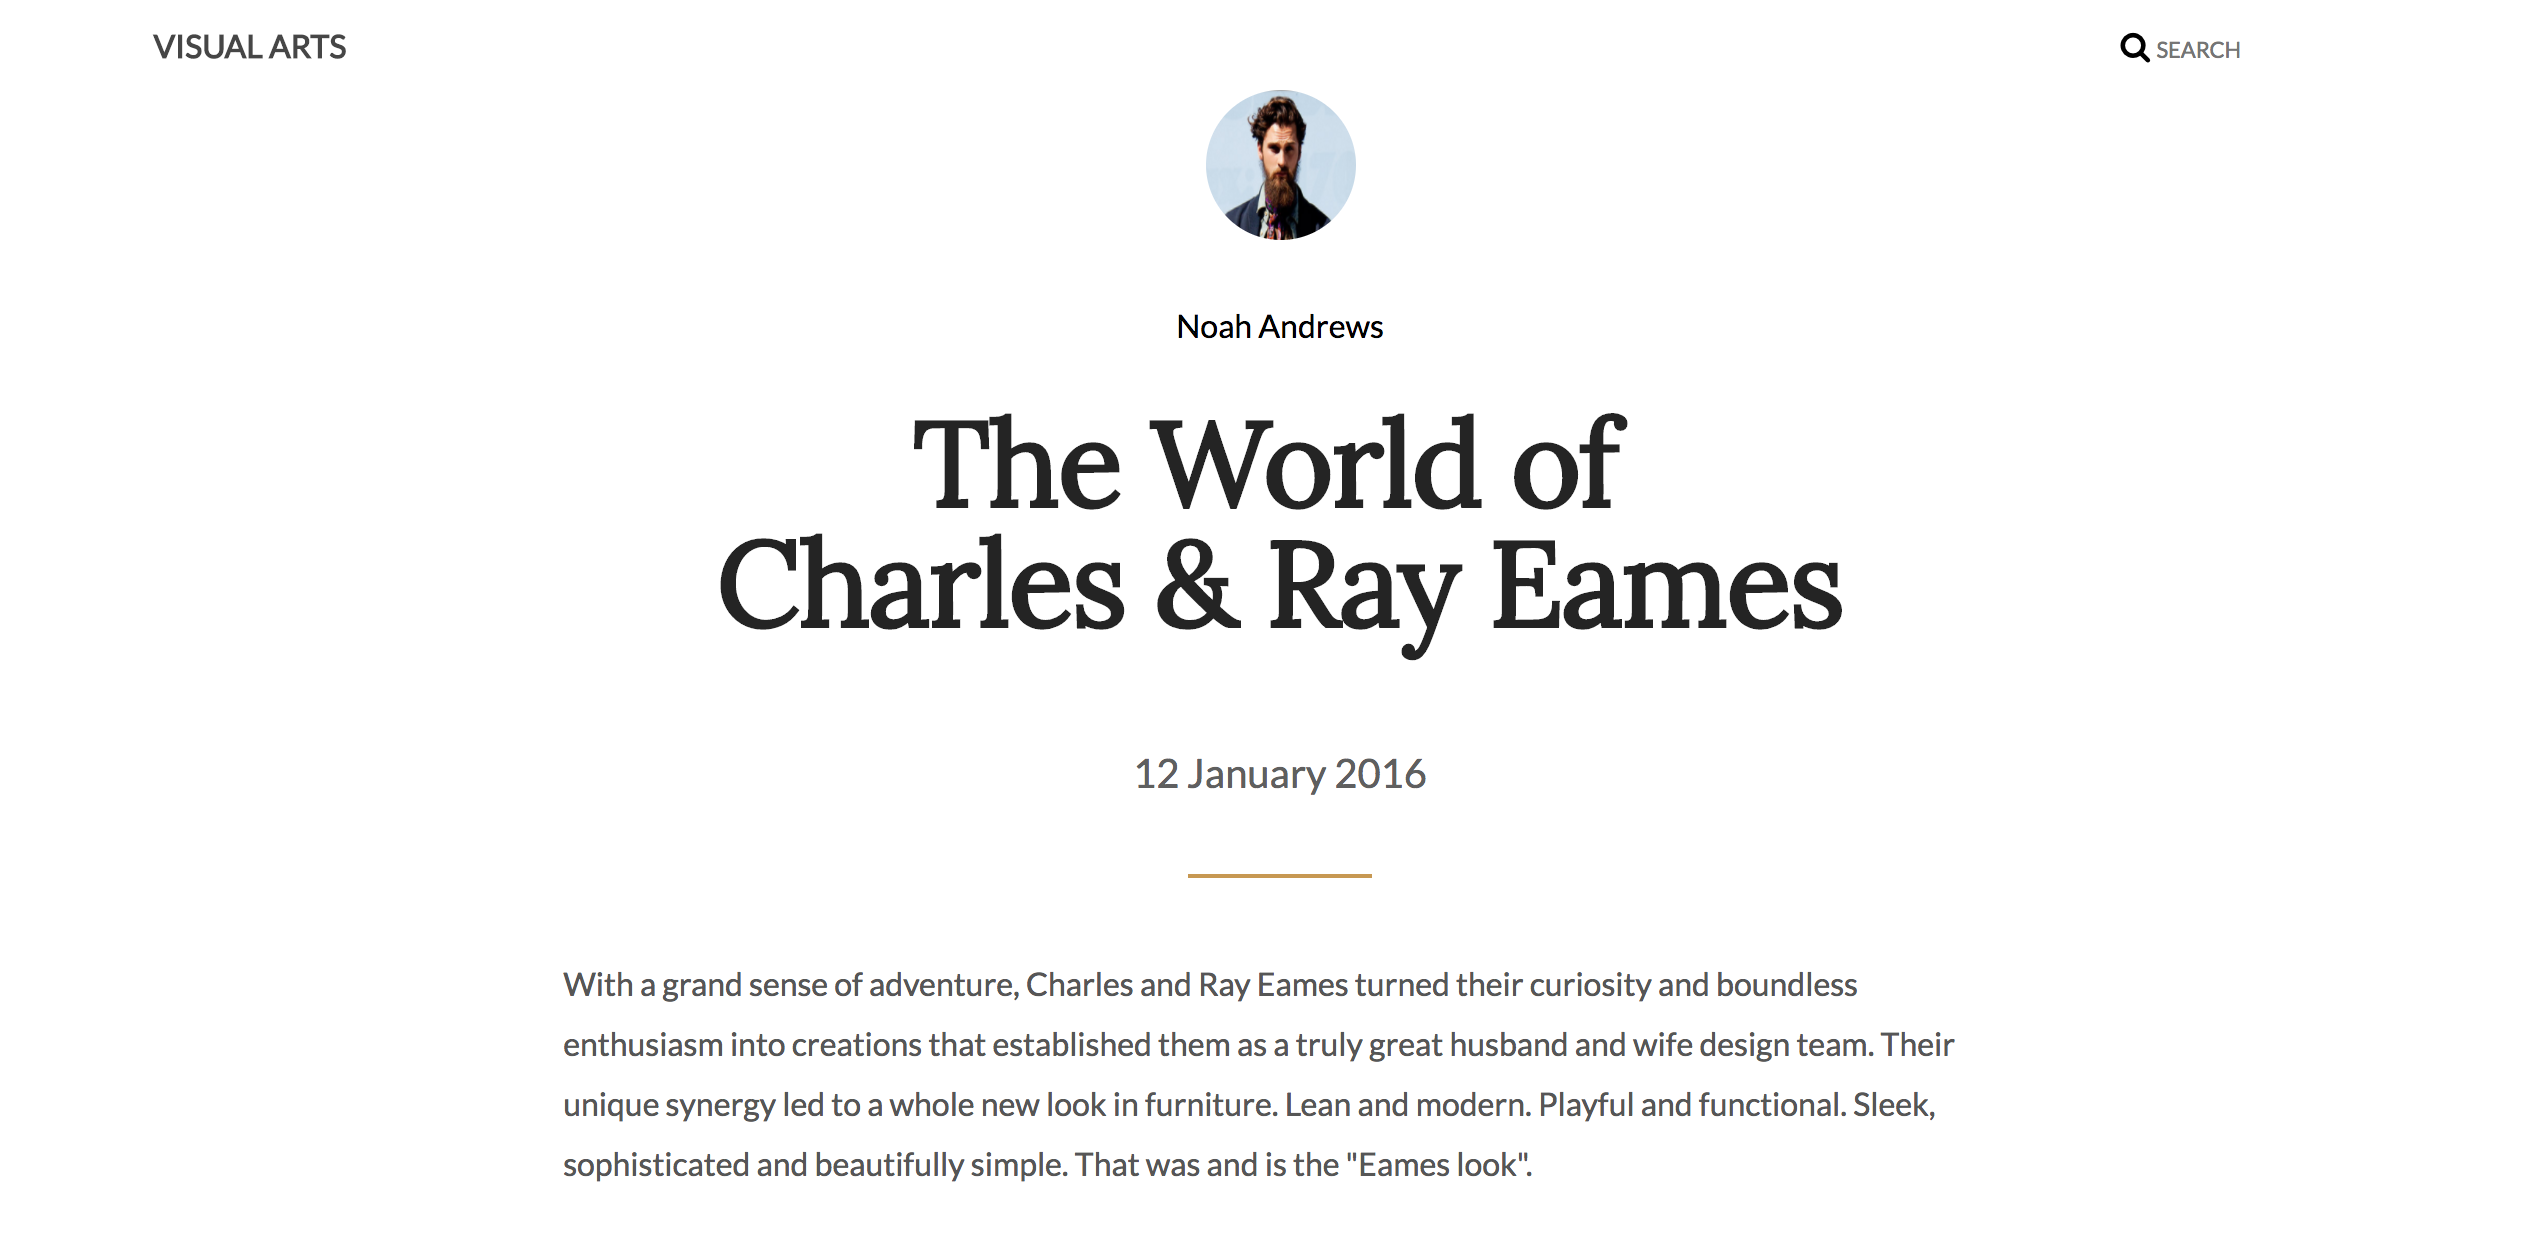 VISUAL ARTS
SEARCH
Noah Andrews
The World of
Charles & Ray Eames
12 January 2016
With a grand sense of adventure, Charles and Ray Eames turned their curiosity and boundless
enthusiasm into creations that established them as a truly great husband and wife design team. Their
unique synergy led to a whole new look in furniture. Lean and modern. Playful and functional. Sleek,
sophisticated and beautifully simple. That was and is the "Eames look".